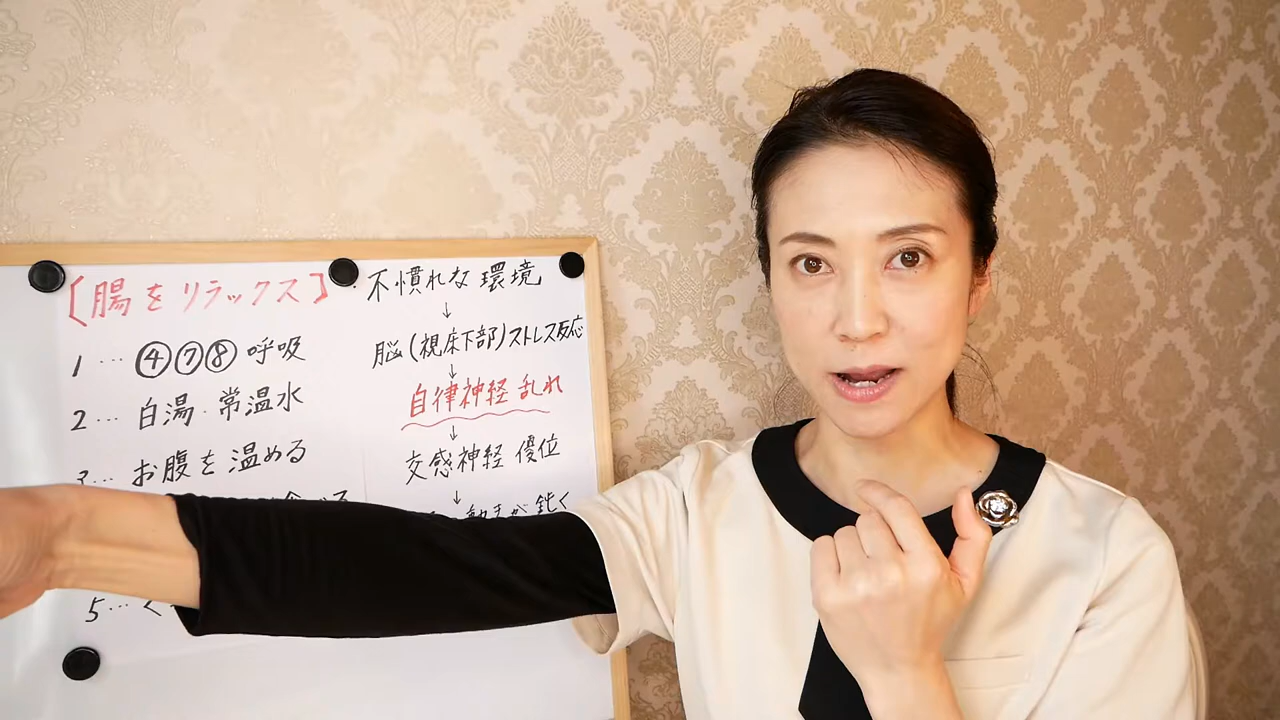 [腸をリラックス]
1… ④⑦⑧呼吸
2… 白湯・常温水
3… お腹を温める
5…
不慣れな環境
↓
脳(視床下部)ストレス反応
↓
自律神経乱れ
↓
交感神経優位
↓
動きが鈍く